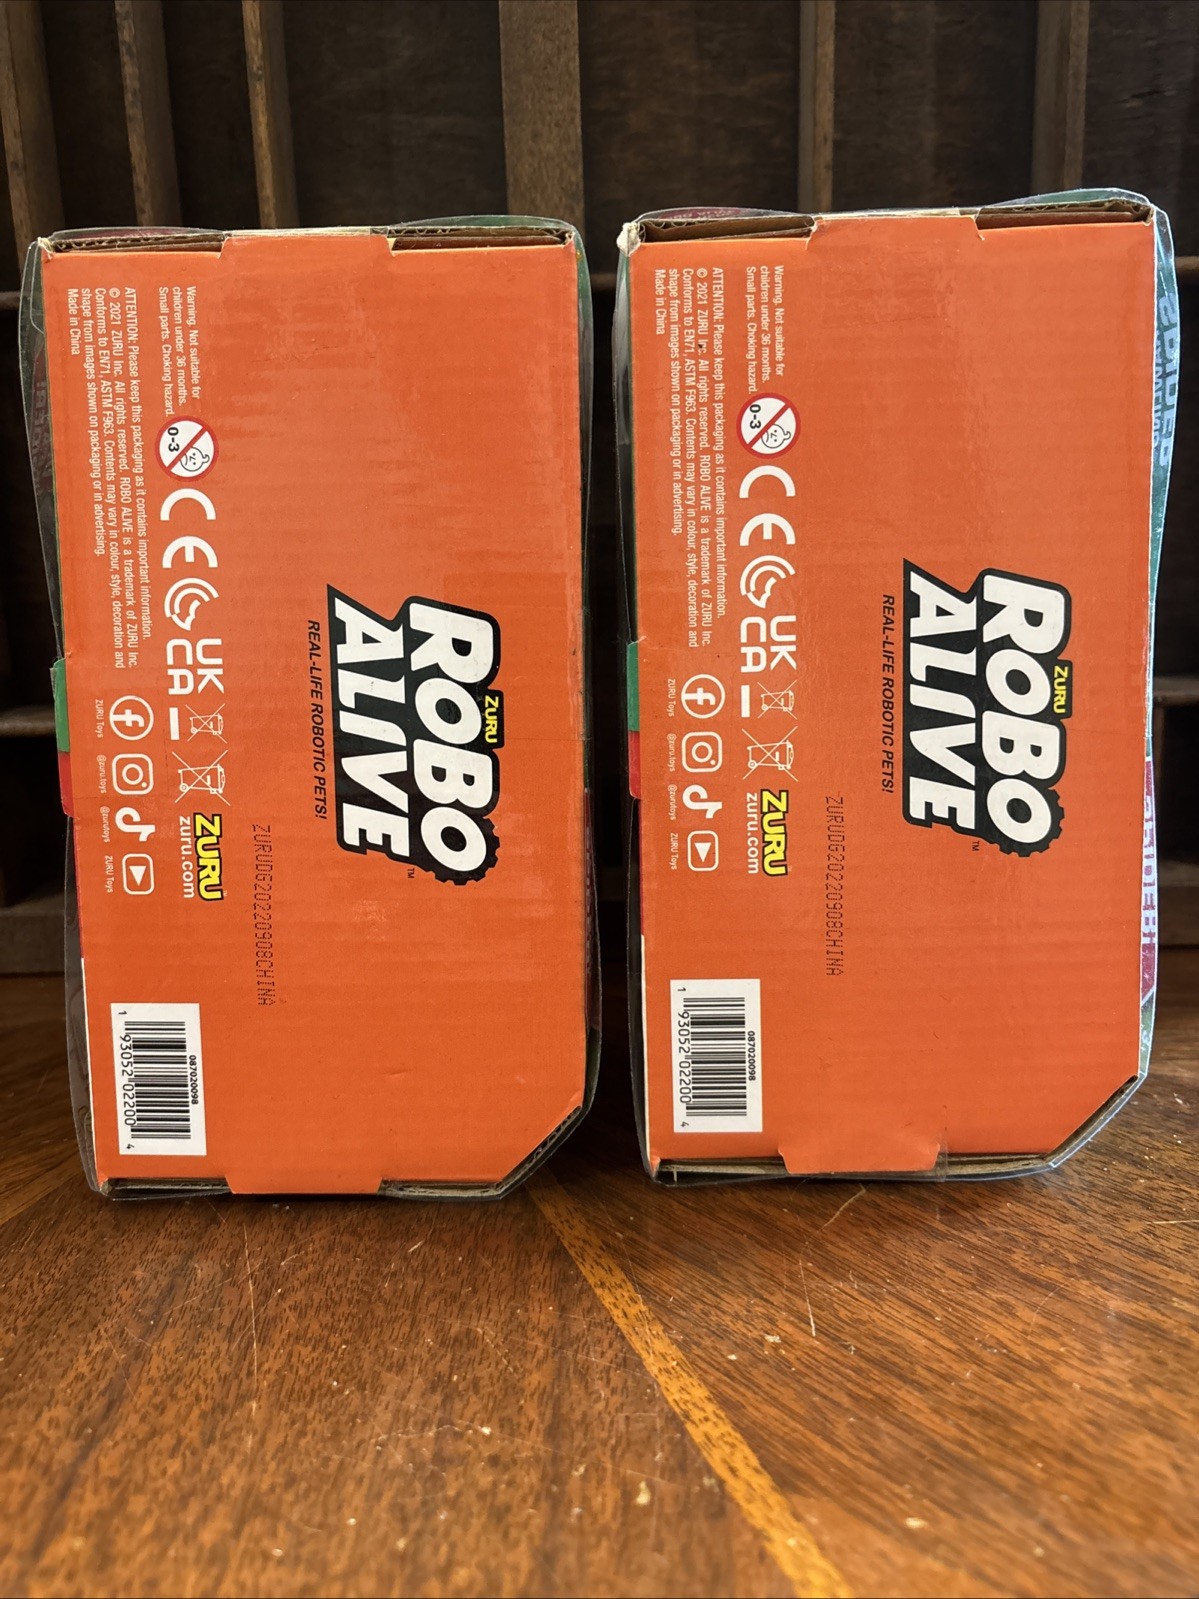 Warning. Not suitable for
children under 36 months.
Small parts. Choking hazard.
0-3
CE
UK
CA
ATTENTION: Please keep this packaging as it contains important information.
© 2021 ZURU Inc. All rights reserved. ROBO ALIVE is a trademark of ZURU Inc.
Conforms to EN71, ASTM F963. Contents may vary in colour, style, decoration and
shape from images shown on packaging or in advertising.
Made in China
ZURU Toys
@zuru.toys
@zurutoys
ZURU Toys
ZURU™
zuru.com
ZURU
ROBO
ALIVE™
REAL-LIFE ROBOTIC PETS!
ZURUDG20220908CHINA
087020098
1 93052 02200 4
Warning. Not suitable for
children under 36 months.
Small parts. Choking hazard.
0-3
CE
UK
CA
ATTENTION: Please keep this packaging as it contains important information.
© 2021 ZURU Inc. All rights reserved. ROBO ALIVE is a trademark of ZURU Inc.
Conforms to EN71, ASTM F963. Contents may vary in colour, style, decoration and
shape from images shown on packaging or in advertising.
Made in China
ZURU Toys
@zuru.toys
@zurutoys
ZURU Toys
ZURU
zuru.com
ZURU
ROBO
ALIVE™
REAL-LIFE ROBOTIC PETS!
ZURUDG20220908CHINA
087020098
1 93052 02200 4